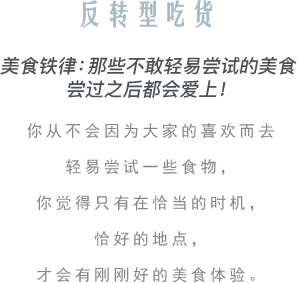 反转型吃货
美食铁律：那些不敢轻易尝试的美食
尝过之后都会爱上！
你从不会因为大家的喜欢而去
轻易尝试一些食物，
你觉得只有在恰当的时机，
恰好的地点，
才会有刚刚好的美食体验。